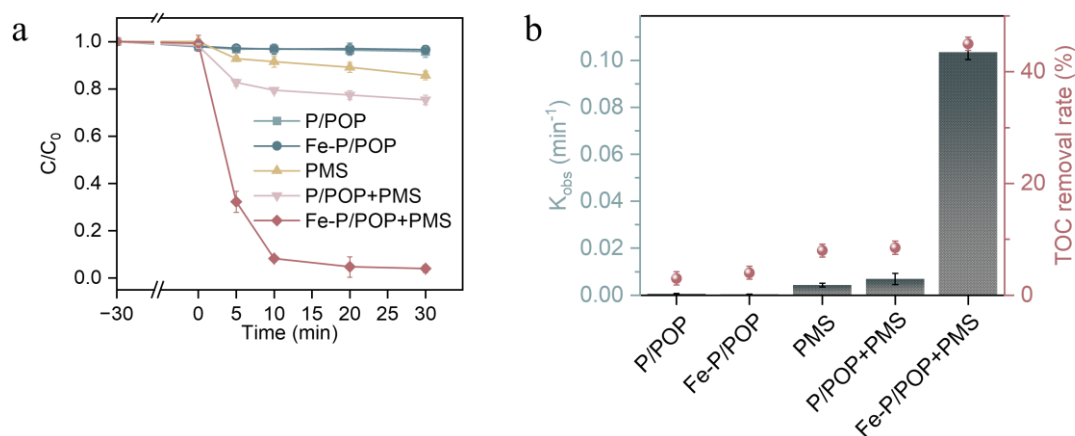 a
1.0
0.8
0.6
0.4
0.2
0.0
C/C₀
P/POP
Fe-P/POP
PMS
P/POP+PMS
Fe-P/POP+PMS
−30 0 5 10 15 20 25 30
Time (min)
b
0.10
0.08
0.06
0.04
0.02
0.00
K_obs (min⁻¹)
40
20
0
TOC removal rate (%)
P/POP
Fe-P/POP
PMS
P/POP+PMS
Fe-P/POP+PMS